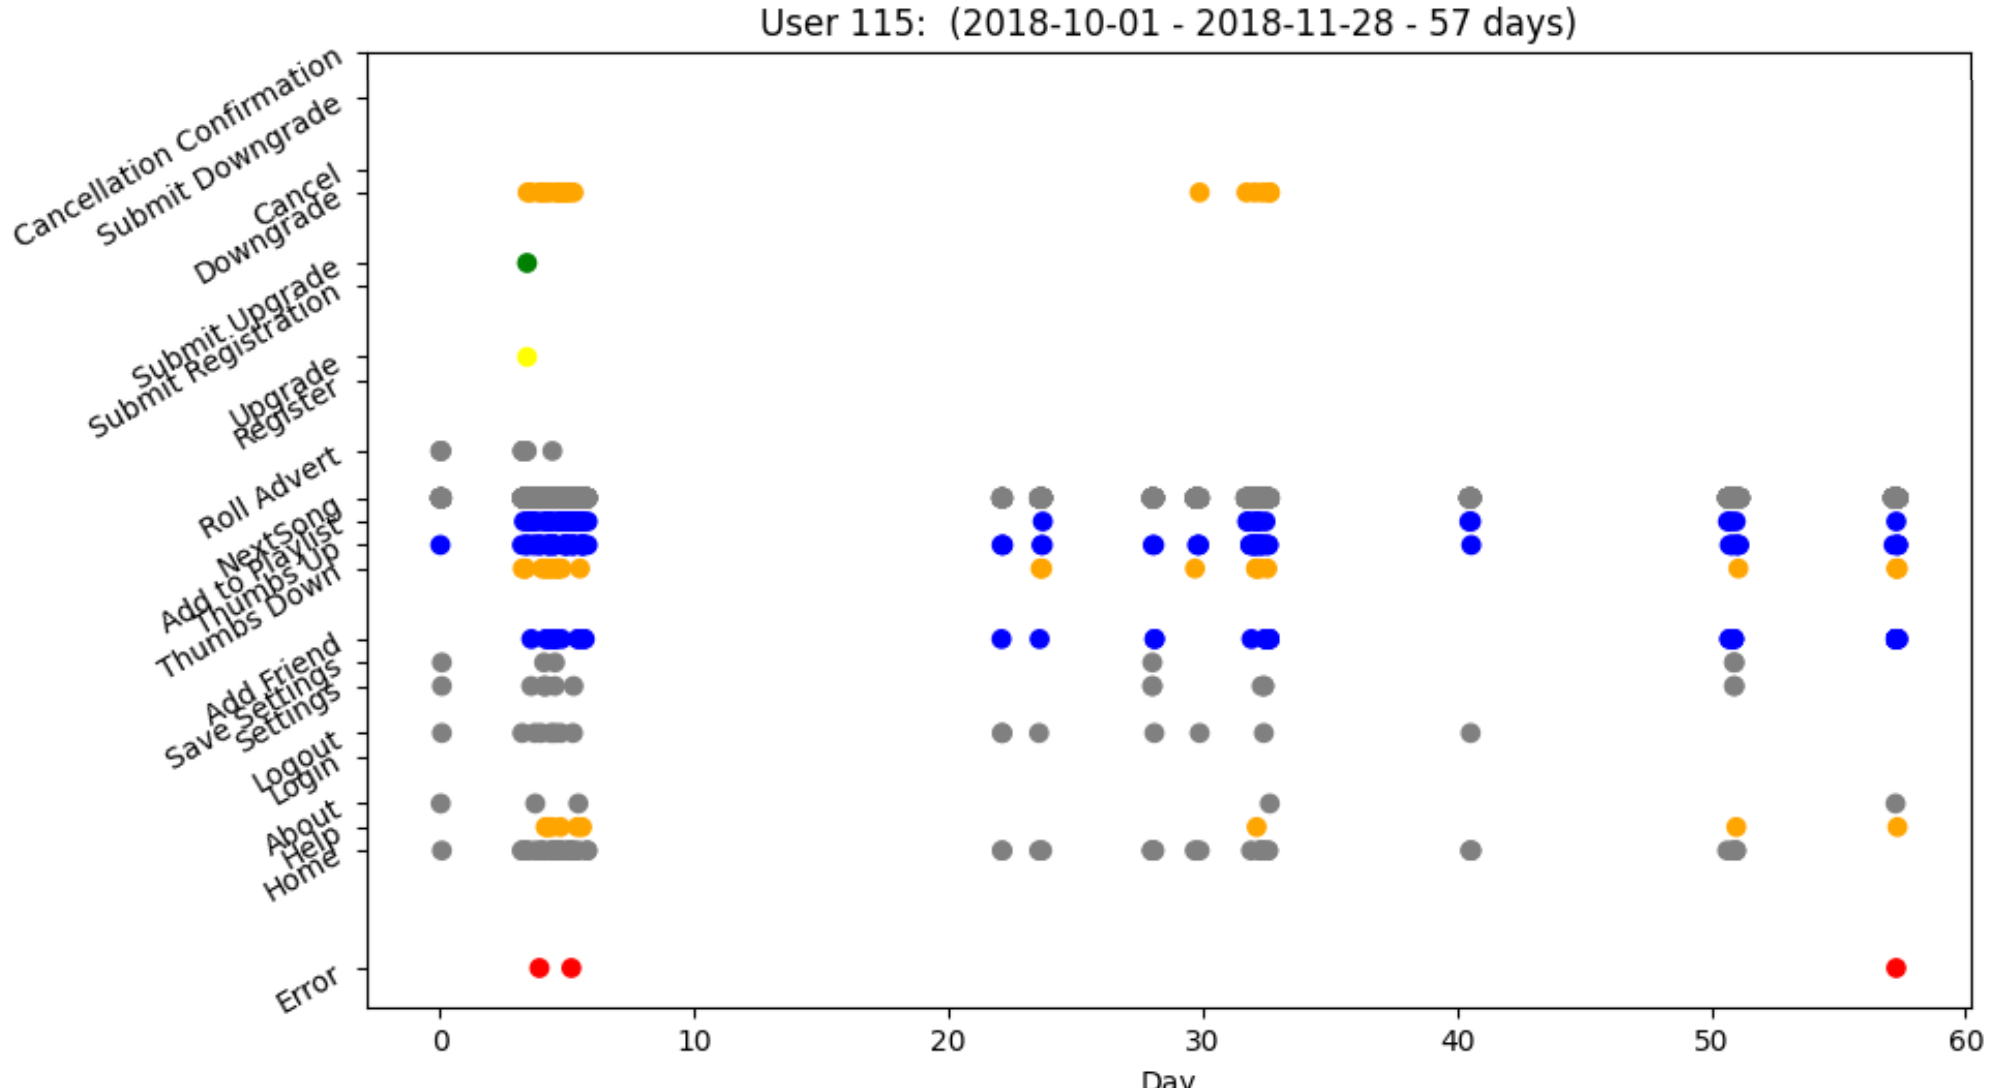 User 115:  (2018-10-01 - 2018-11-28 - 57 days)
Cancellation Confirmation
Submit Downgrade
Cancel
Downgrade
Submit Upgrade
Submit Registration
Upgrade
Register
Roll Advert
NextSong
Add to Playlist
Thumbs Up
Thumbs Down
Add Friend
Save Settings
Settings
Logout
Login
About
Help
Home
Error
0 10 20 30 40 50 60
Day